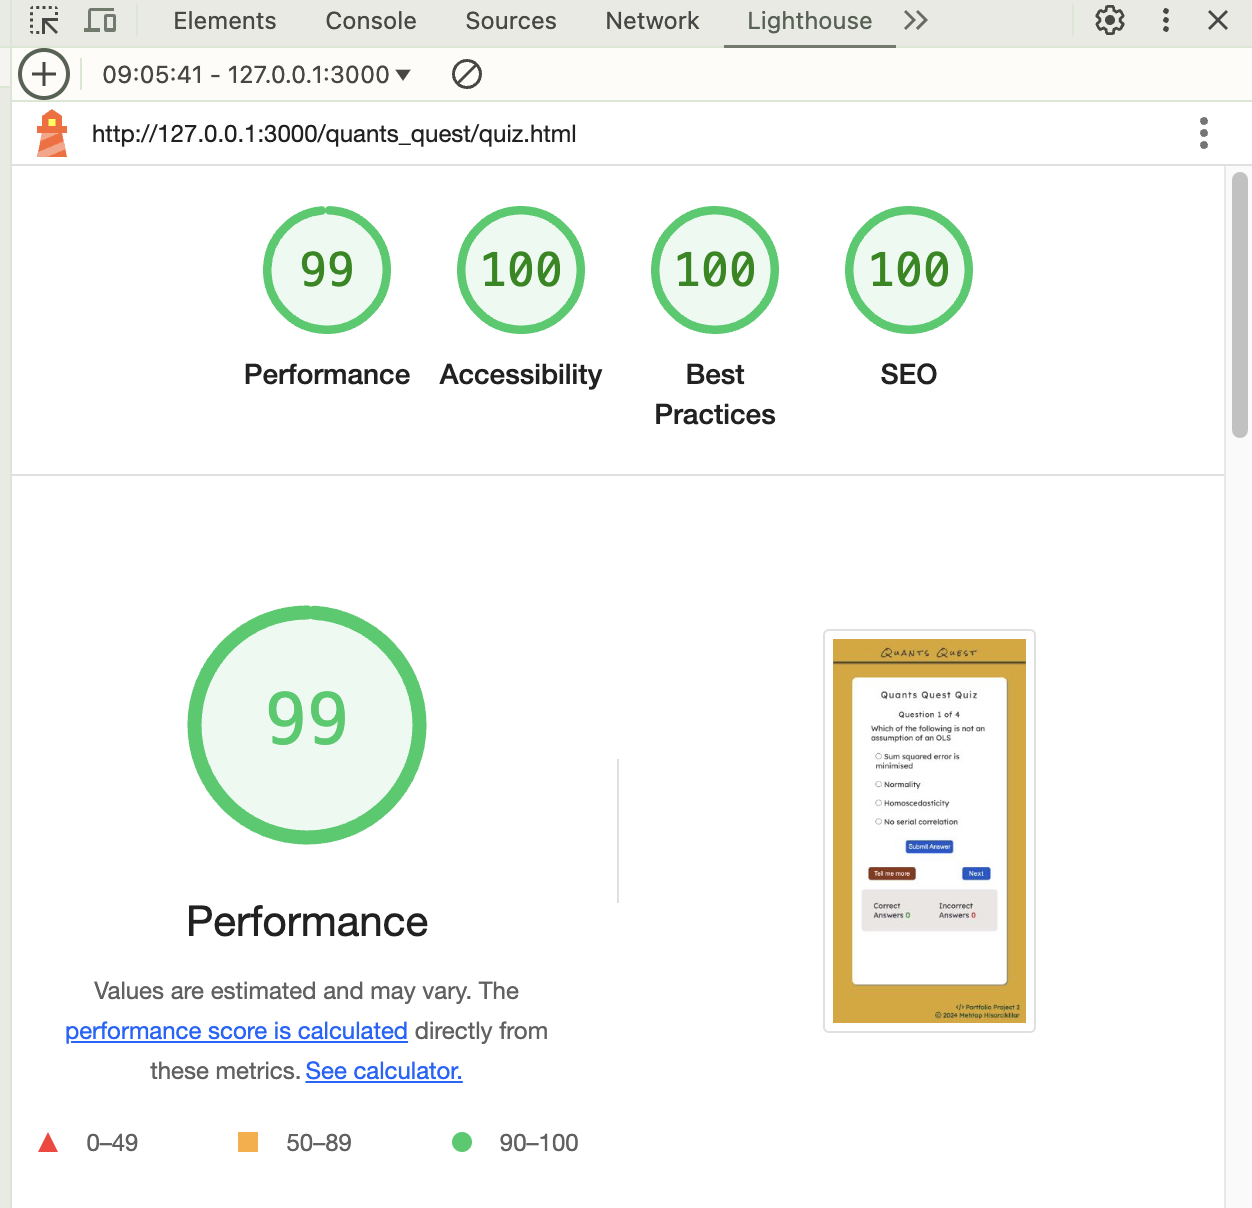 Elements Console Sources Network Lighthouse
09:05:41 - 127.0.0.1:3000
http://127.0.0.1:3000/quants_quest/quiz.html
99 100 100 100
Performance Accessibility Best Practices SEO
99
Performance
Values are estimated and may vary. The
performance score is calculated directly from
these metrics. See calculator.
0–49 50–89 90–100
Quants Quest
Quants Quest Quiz
Question 1 of 4
Which of the following is not an
assumption of an OLS
Sum squared error is
minimised
Normality
Homoscedasticity
No serial correlation
Submit Answer
Tell me more Next
Correct Answers 0 Incorrect Answers 0
</> Portfolio Project 2
© 2024 Mehtap Hisarciklilar